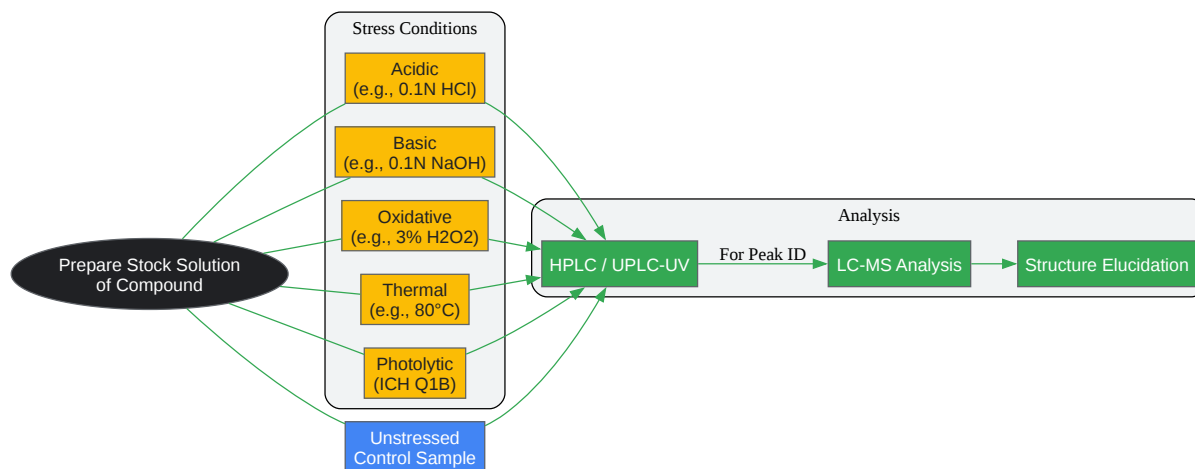 Stress Conditions
Acidic
(e.g., 0.1N HCl)
Basic
(e.g., 0.1N NaOH)
Oxidative
(e.g., 3% H2O2)
Thermal
(e.g., 80°C)
Photolytic
(ICH Q1B)
Unstressed
Control Sample
Prepare Stock Solution
of Compound
Analysis
HPLC / UPLC-UV
For Peak ID
LC-MS Analysis
Structure Elucidation